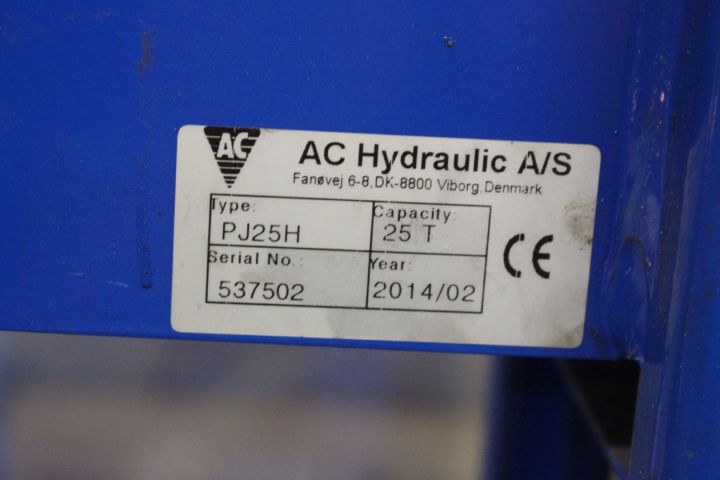 AC
AC Hydraulic A/S
Fanøvej 6-8, DK-8800 Viborg, Denmark
Type: Capacity:
PJ25H 25 T
Serial No.: Year:
537502 2014/02
CE